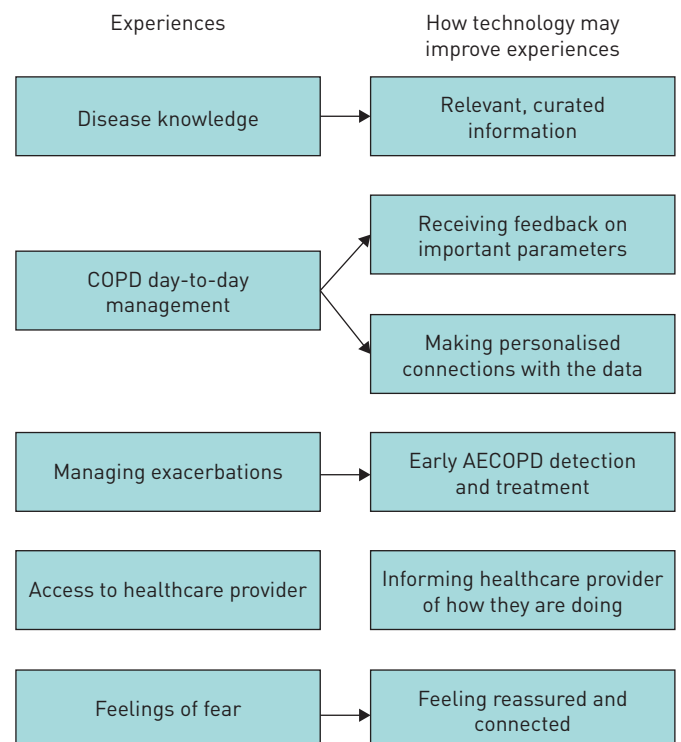 Experiences
How technology may
improve experiences
Disease knowledge
Relevant, curated
information
COPD day-to-day
management
Receiving feedback on
important parameters
Making personalised
connections with the data
Managing exacerbations
Early AECOPD detection
and treatment
Access to healthcare provider
Informing healthcare provider
of how they are doing
Feelings of fear
Feeling reassured and
connected